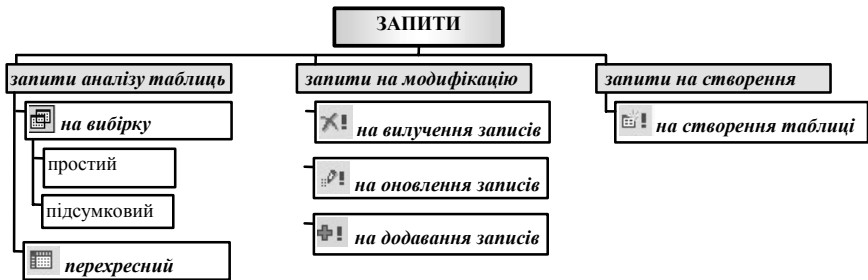 ЗАПИТИ
запити аналізу таблиць
на вибірку
простий
підсумковий
перехресний
запити на модифікацію
на вилучення записів
на оновлення записів
на додавання записів
запити на створення
на створення таблиці